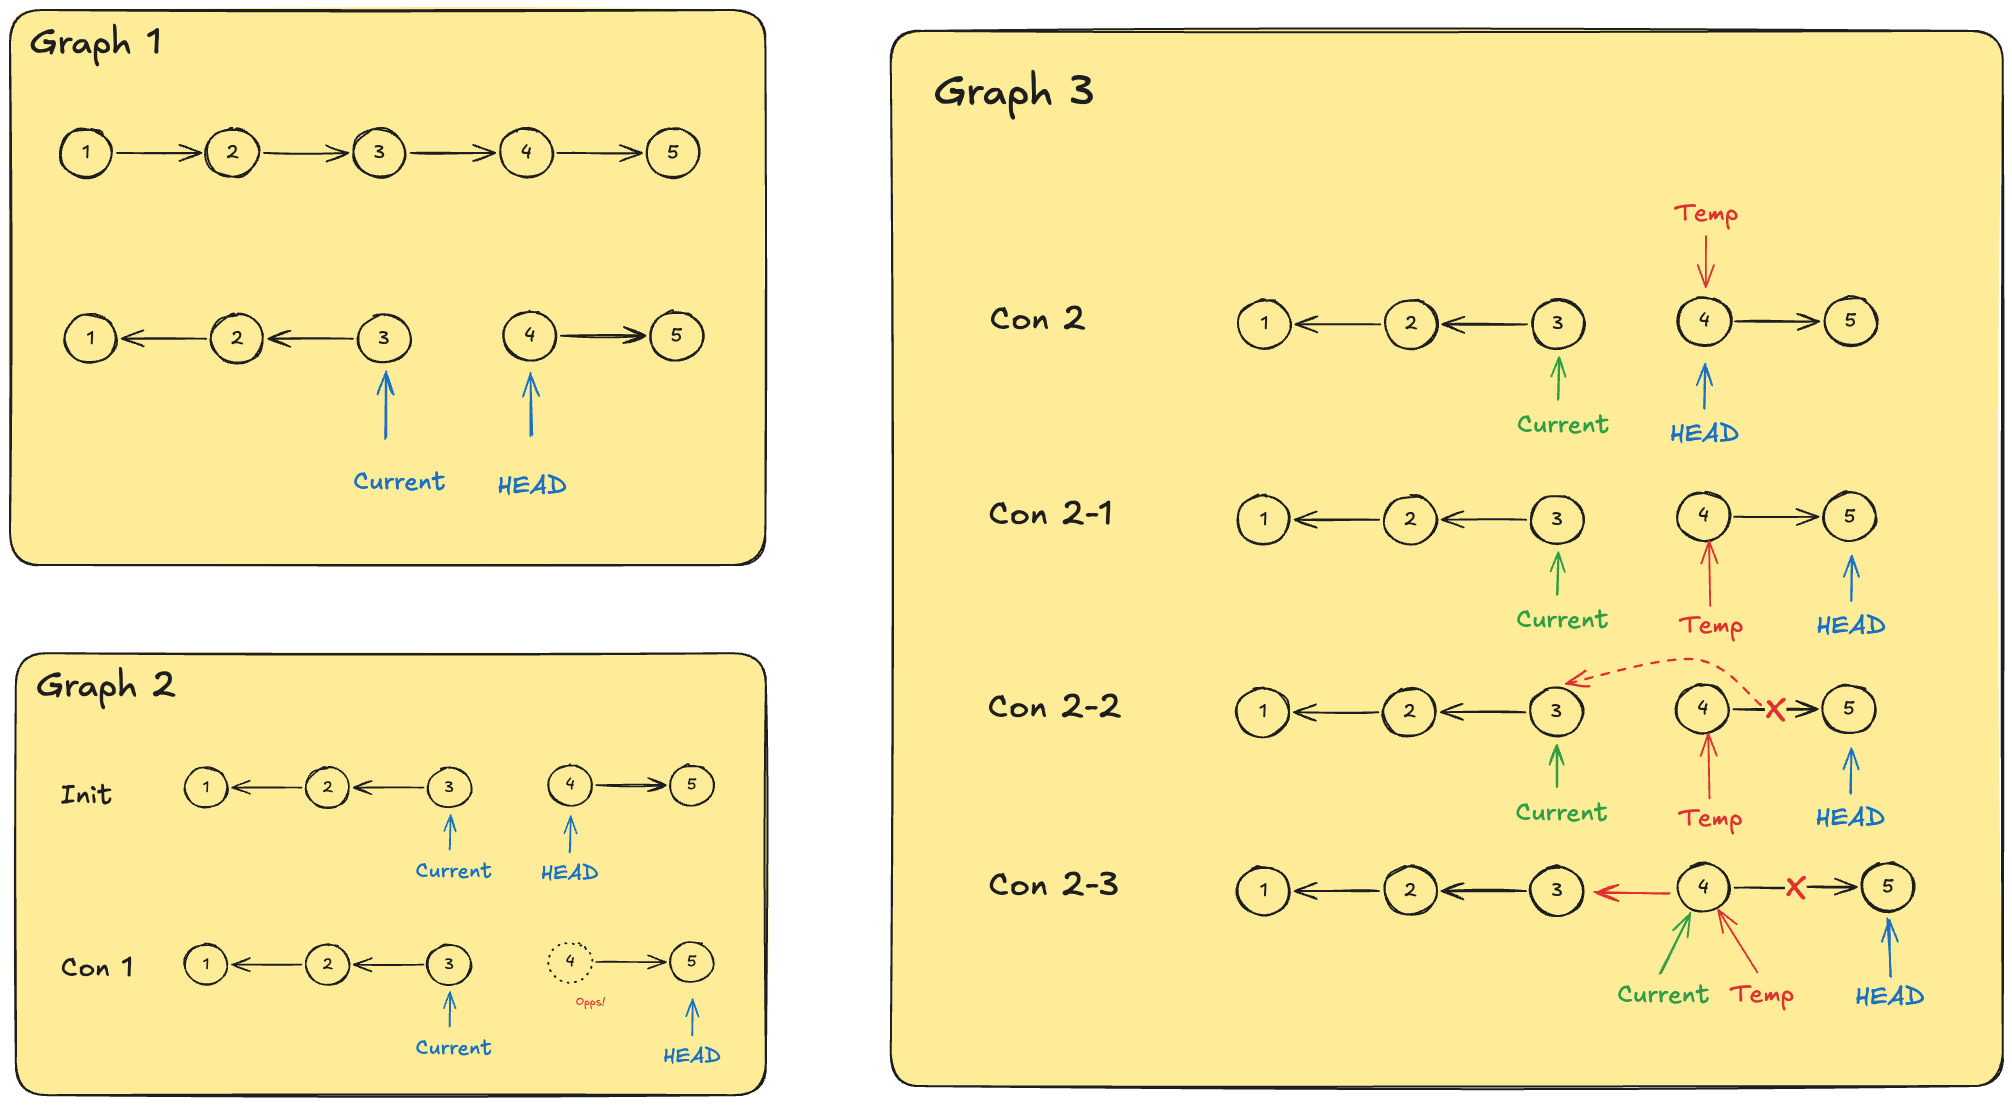 Graph 1
1 2 3 4 5
1 2 3 4 5
Current HEAD
Graph 2
Init 1 2 3 4 5
Current HEAD
Con 1 1 2 3 4 5
Opps!
Current HEAD
Graph 3
Temp
Con 2 1 2 3 4 5
Current HEAD
Con 2-1 1 2 3 4 5
Current Temp HEAD
Con 2-2 1 2 3 4 X 5
Current Temp HEAD
Con 2-3 1 2 3 4 X 5
Current Temp HEAD